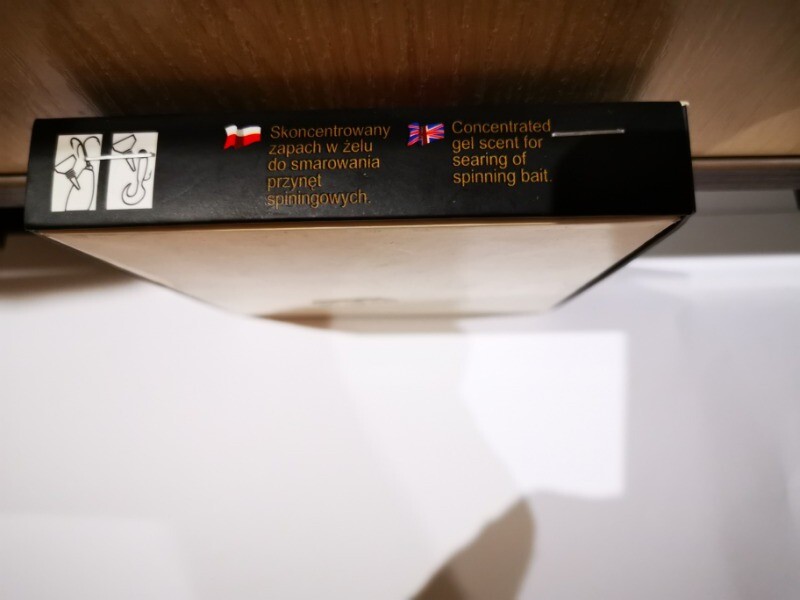 Skoncentrowany
zapach w żelu
do smarowania
przynęt
spiningowych.
Concentrated
gel scent for
searing of
spinning bait.